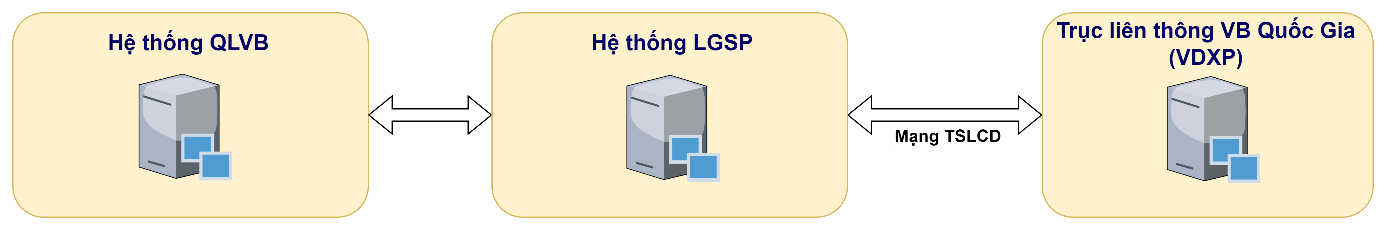 Hệ thống QLVB
Hệ thống LGSP
Trục liên thông VB Quốc Gia
(VDXP)
Mạng TSLCD